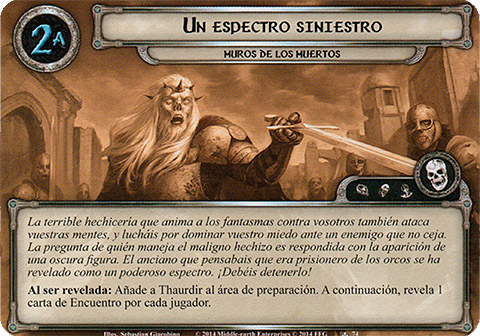 UN ESPECTRO SINIESTRO
2A
MUROS DE LOS MUERTOS
La terrible hechicería que anima a los fantasmas contra vosotros también ataca
vuestras mentes, y lucháis por dominar vuestro miedo ante un enemigo que no ceja.
La pregunta de quién maneja el maligno hechizo es respondida con la aparición de
una oscura figura. El anciano que pensabais que era prisionero de los orcos se ha
revelado como un poderoso espectro. ¡Debéis detenerlo!
Al ser revelada: Añade a Thaurdir al área de preparación. A continuación, revela 1
carta de Encuentro por cada jugador.
Illus. Sebastian Giacobino © 2014 Middle-earth Enterprises © 2014 FFG 74